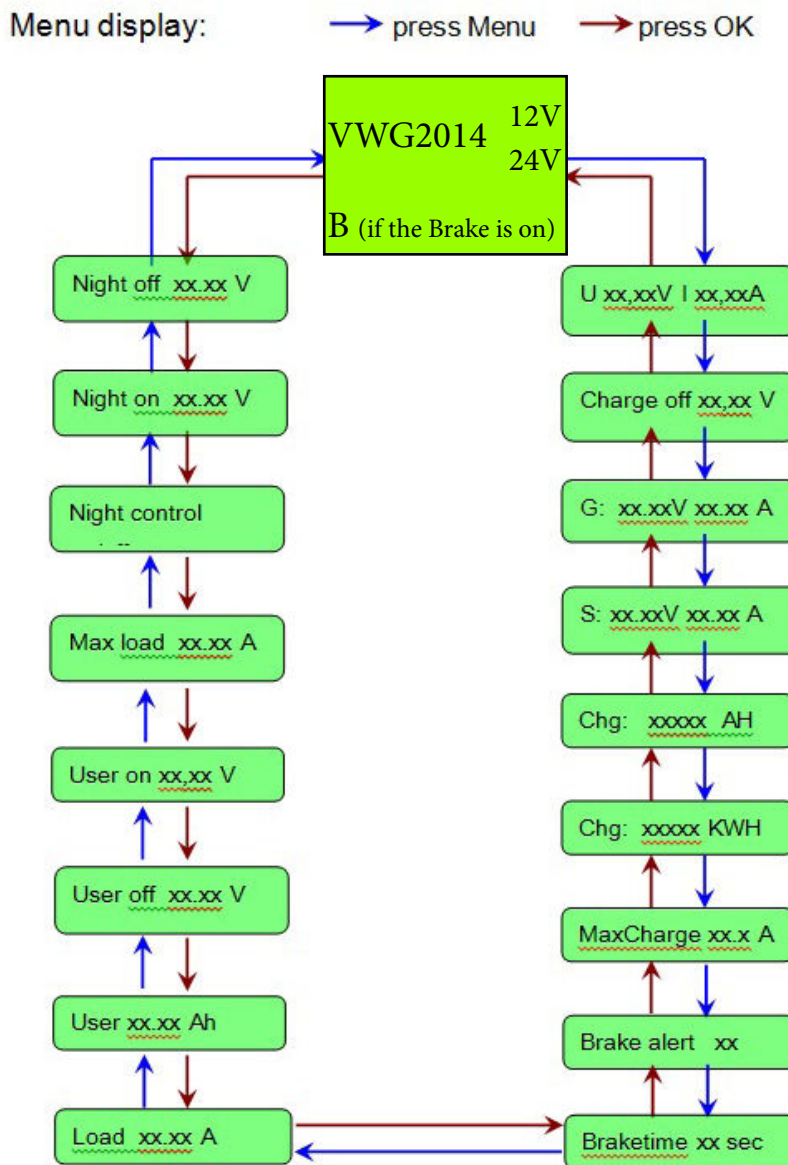 Menu display:
press Menu
press OK
VWG2014
12V
24V
B (if the Brake is on)
Night off xx.xx V
Night on xx.xx V
Night control
Max load xx.xx A
User on xx,xx V
User off xx.xx V
User xx.xx Ah
Load xx.xx A
U xx,xxV I xx,xxA
Charge off xx,xx V
G: xx.xxV xx.xx A
S: xx.xxV xx.xx A
Chg: xxxxx AH
Chg: xxxxx KWH
MaxCharge xx.x A
Brake alert xx
Braketime xx sec